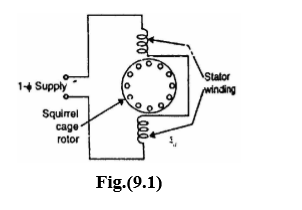 1-ϕ Supply
Stator
winding
Squirrel
cage
rotor
Fig.(9.1)